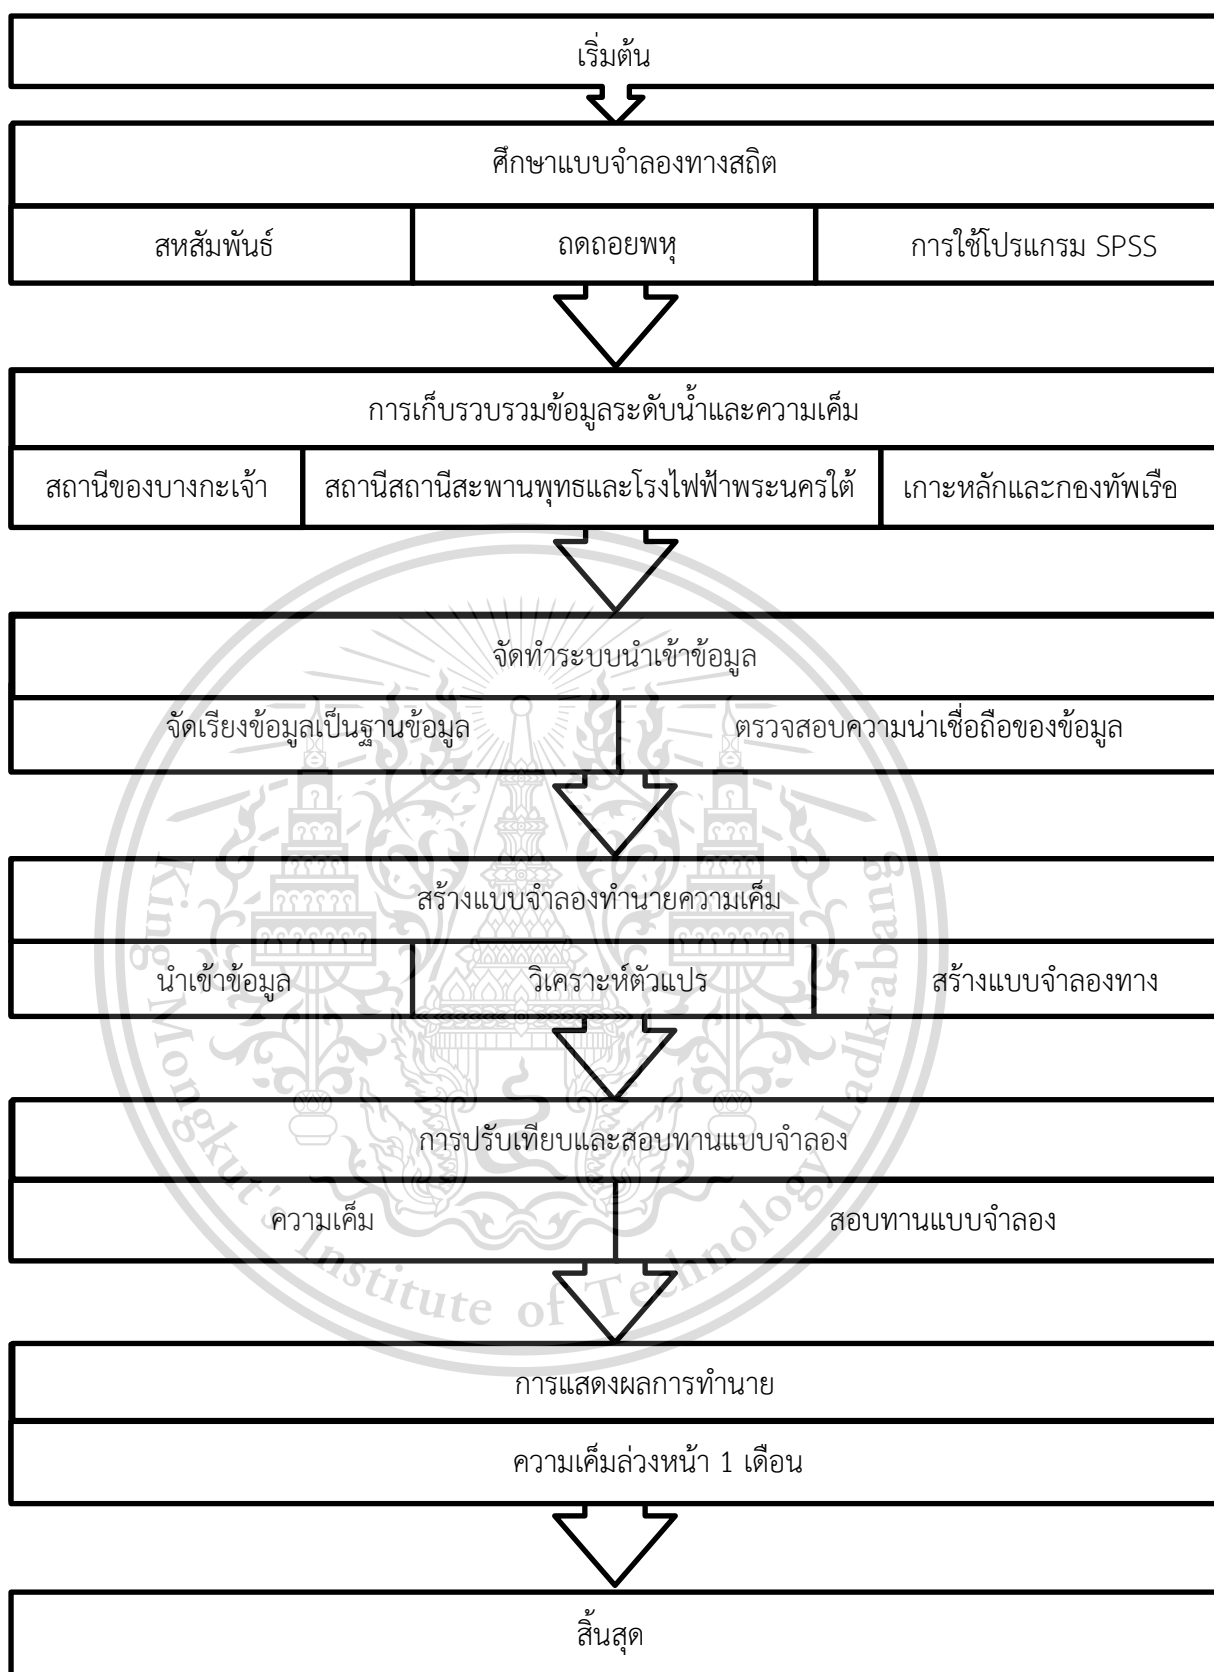 เริ่มต้น
ศึกษาแบบจำลองทางสถิต
สหสัมพันธ์ ถดถอยพหุ การใช้โปรแกรม SPSS
การเก็บรวบรวมข้อมูลระดับน้ำและความเค็ม
สถานีของบางกะเจ้า สถานีสถานีสะพานพุทธและโรงไฟฟ้าพระนครใต้ เกาะหลักและกองทัพเรือ
จัดทำระบบนำเข้าข้อมูล
จัดเรียงข้อมูลเป็นฐานข้อมูล ตรวจสอบความน่าเชื่อถือของข้อมูล
สร้างแบบจำลองทำนายความเค็ม
นำเข้าข้อมูล วิเคราะห์ตัวแปร สร้างแบบจำลองทาง
การปรับเทียบและสอบทานแบบจำลอง
ความเค็ม สอบทานแบบจำลอง
การแสดงผลการทำนาย
ความเค็มล่วงหน้า 1 เดือน
สิ้นสุด
King Mongkut's Institute of Technology Ladkrabang